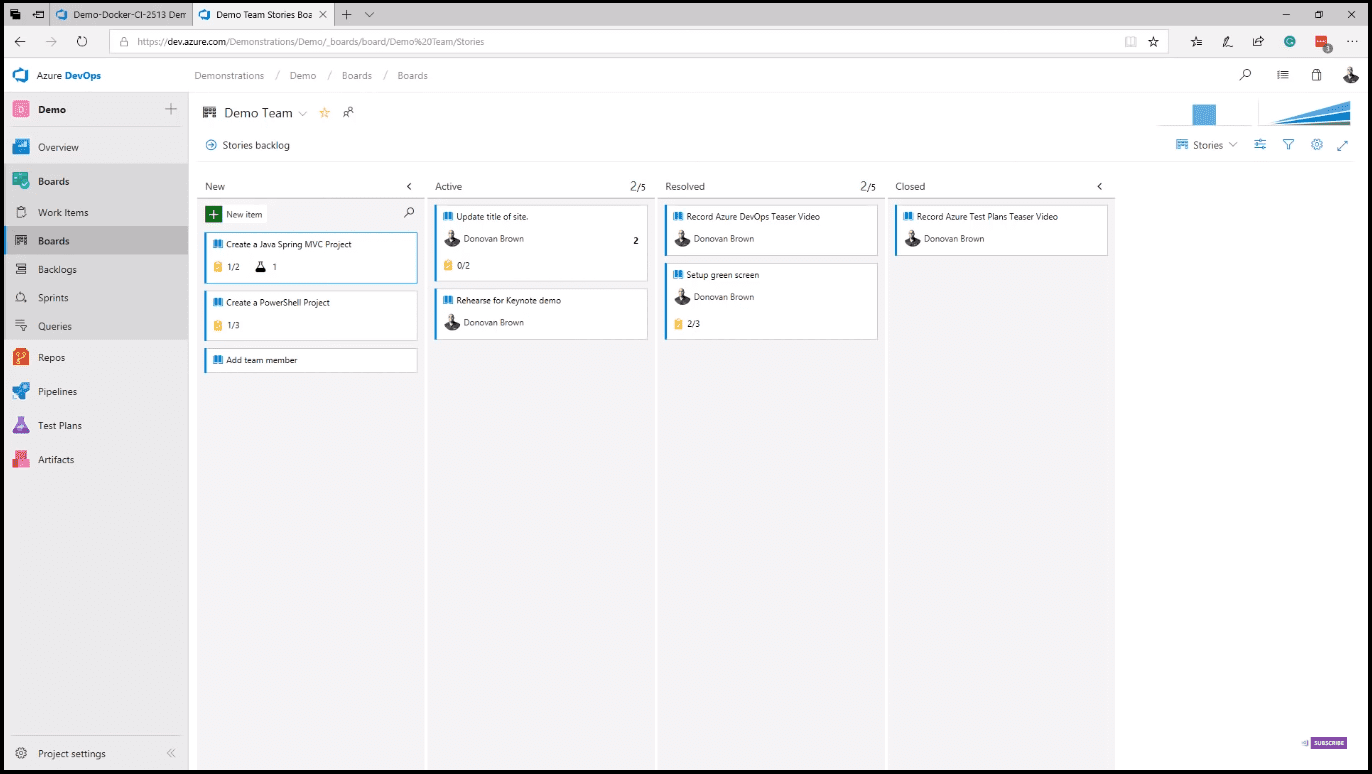 Demo-Docker-CI-2513 Dem
Demo Team Stories Boa
https://dev.azure.com/Demonstrations/Demo/_boards/board/Demo%20Team/Stories
3
Azure DevOps
Demonstrations / Demo / Boards / Boards
D
Demo
Overview
Boards
Work Items
Boards
Backlogs
Sprints
Queries
Repos
Pipelines
Test Plans
Artifacts
Project settings
Demo Team
Stories backlog
Stories
New
New item
Create a Java Spring MVC Project
1/2 1
Create a PowerShell Project
1/3
Add team member
Active 2/5
Update title of site.
Donovan Brown 2
0/2
Rehearse for Keynote demo
Donovan Brown
Resolved 2/5
Record Azure DevOps Teaser Video
Donovan Brown
Setup green screen
Donovan Brown
2/3
Closed
Record Azure Test Plans Teaser Video
Donovan Brown
SUBSCRIBE